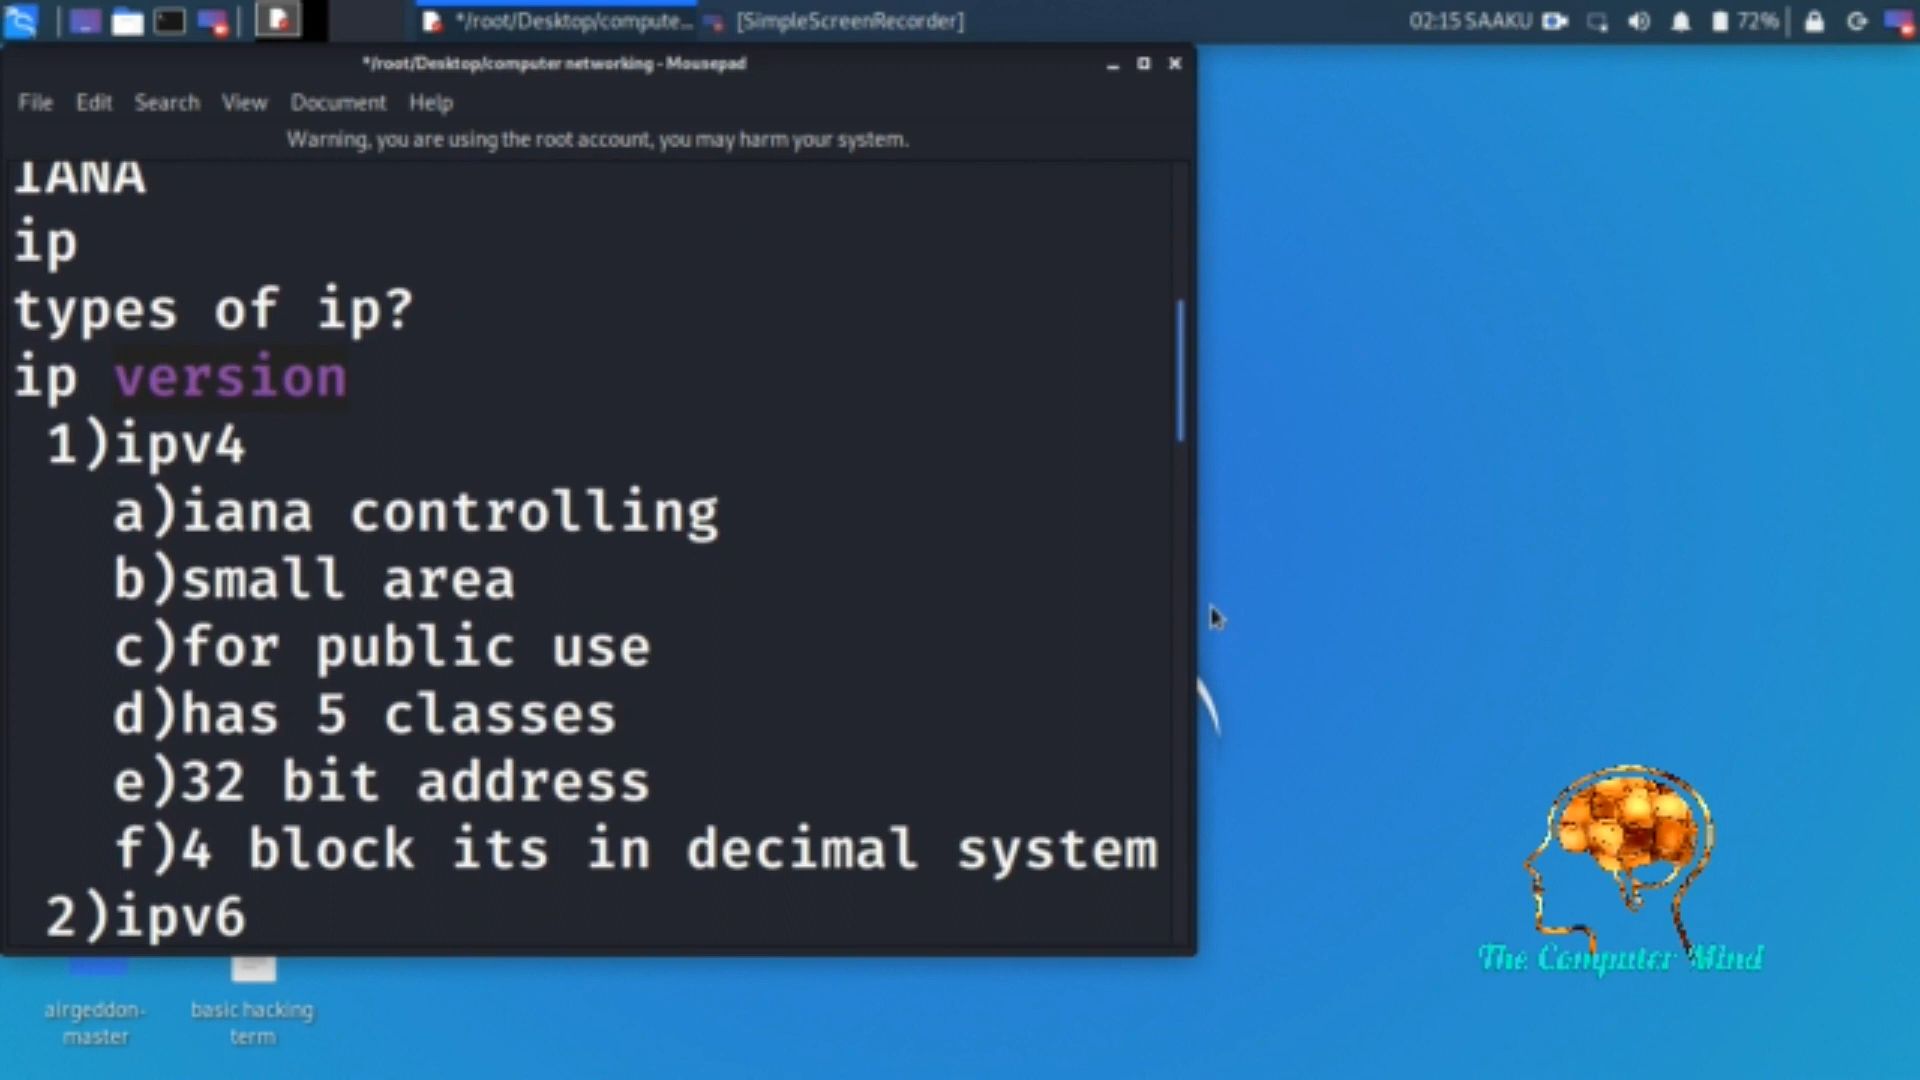 */root/Desktop/compute...
[SimpleScreenRecorder]
02:15 SAAKU
72%
*/root/Desktop/computer networking - Mousepad
File Edit Search View Document Help
Warning, you are using the root account, you may harm your system.
IANA
ip
types of ip?
ip version
1)ipv4
a)iana controlling
b)small area
c)for public use
d)has 5 classes
e)32 bit address
f)4 block its in decimal system
2)ipv6
The Computer Mind
airgeddon-
master
basic hacking
term